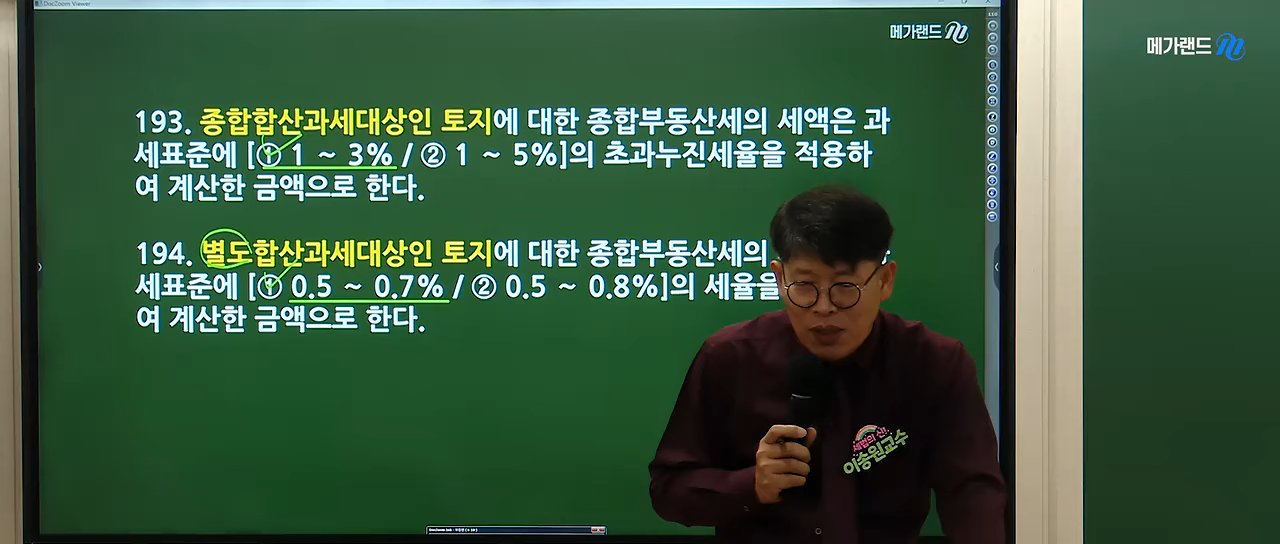 DocZoom Viewer
메가랜드
메가랜드
193. 종합합산과세대상인 토지에 대한 종합부동산세의 세액은 과
세표준에 [① 1 ~ 3% / ② 1 ~ 5%]의 초과누진세율을 적용하
여 계산한 금액으로 한다.
194. 별도합산과세대상인 토지에 대한 종합부동산세의
세표준에 [① 0.5 ~ 0.7% / ② 0.5 ~ 0.8%]의 세율을
여 계산한 금액으로 한다.
세법의 신!
이송원교수